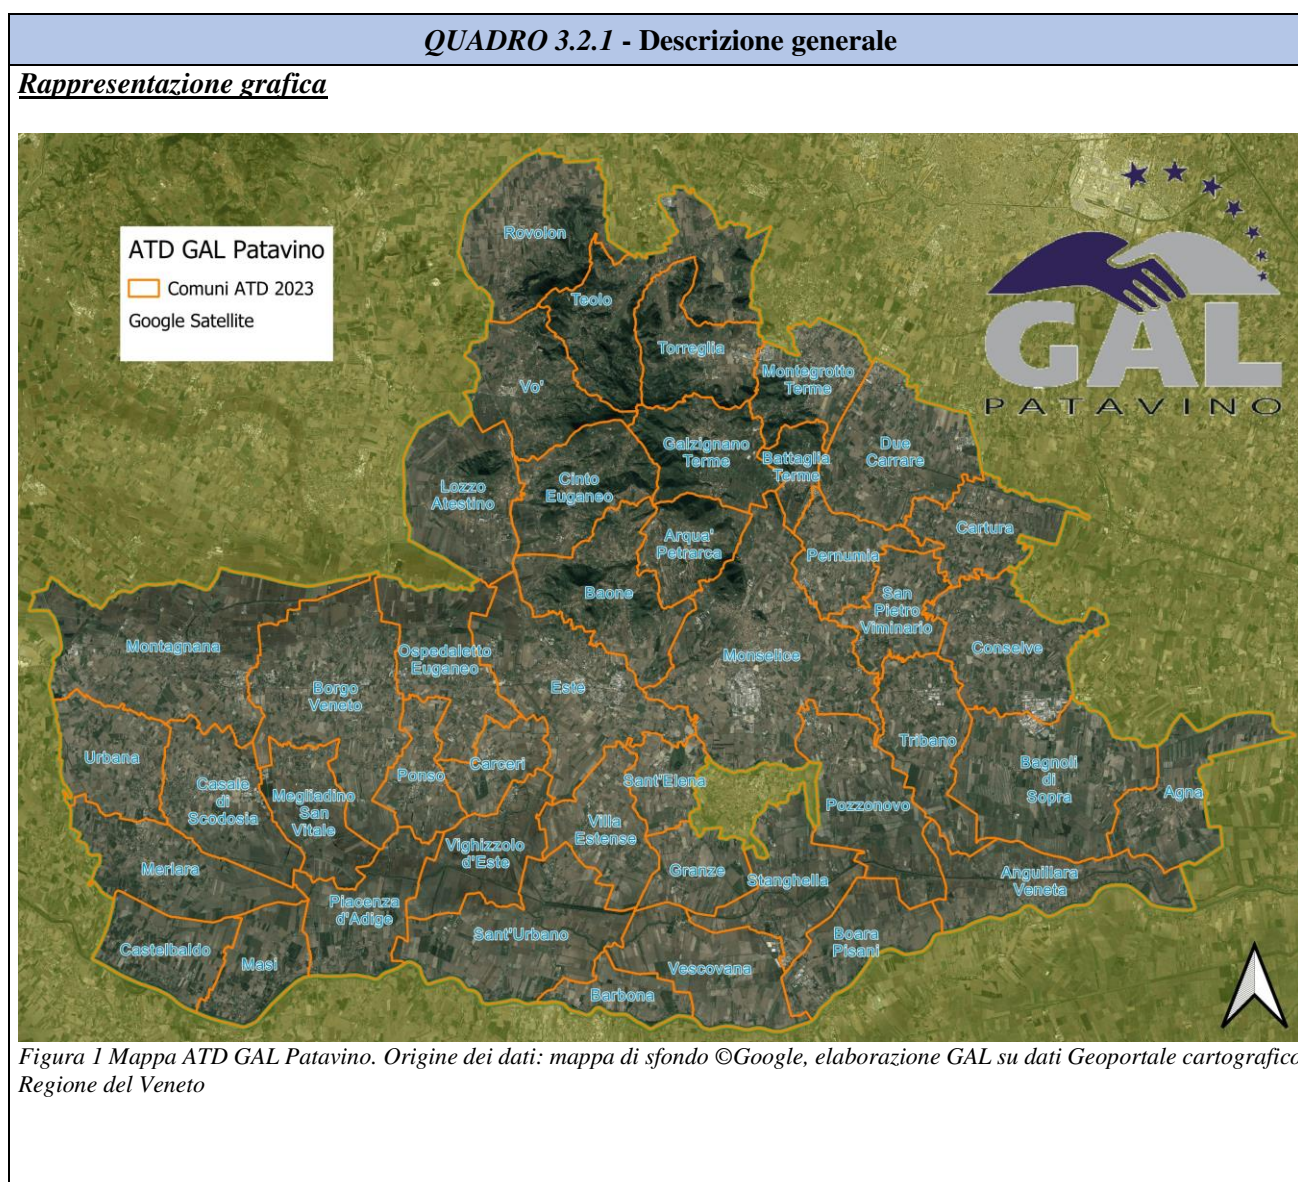 QUADRO 3.2.1 - Descrizione generale
Rappresentazione grafica
ATD GAL Patavino
Comuni ATD 2023
Google Satellite
GAL
PATAVINO
Rovolon
Teolo
Torreglia
Montegrotto
Terme
Vo'
Galzignano
Terme
Battaglia
Terme
Due
Carrare
Lozzo
Atestino
Cinto
Euganeo
Cartura
Arqua'
Petrarca
Pernumia
Baone
San
Pietro
Viminario
Montagnana
Ospedaletto
Euganeo
Monselice
Conselve
Borgo
Veneto
Este
Urbana
Casale
di
Scodosia
Megliadino
San
Vitale
Ponso
Carceri
Sant'Elena
Tribano
Bagnoli
di
Sopra
Agna
Pozzonovo
Villa
Estense
Vighizzolo
d'Este
Merlara
Granze
Stanghella
Anguillara
Veneta
Piacenza
d'Adige
Castelbaldo
Masi
Sant'Urbano
Boara
Pisani
Vescovana
Barbona
Figura 1 Mappa ATD GAL Patavino. Origine dei dati: mappa di sfondo ©Google, elaborazione GAL su dati Geoportale cartografico
Regione del Veneto